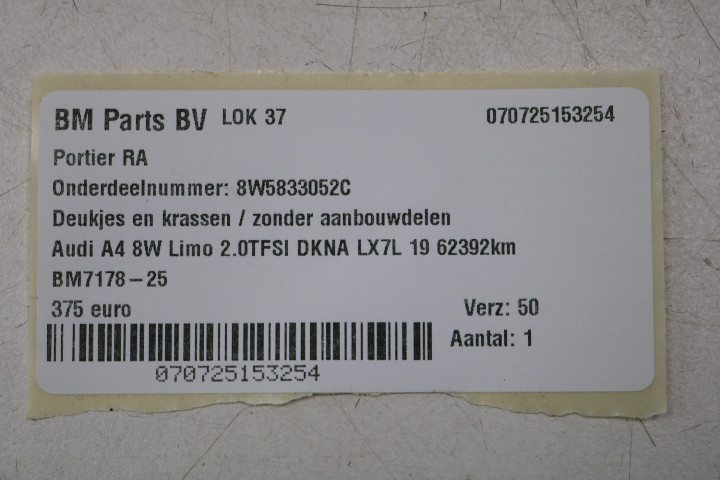 BM Parts BV LOK 37 070725153254
Portier RA
Onderdeelnummer: 8W5833052C
Deukjes en krassen / zonder aanbouwdelen
Audi A4 8W Limo 2.0TFSI DKNA LX7L 19 62392km
BM7178-25
375 euro Verz: 50
Aantal: 1
070725153254